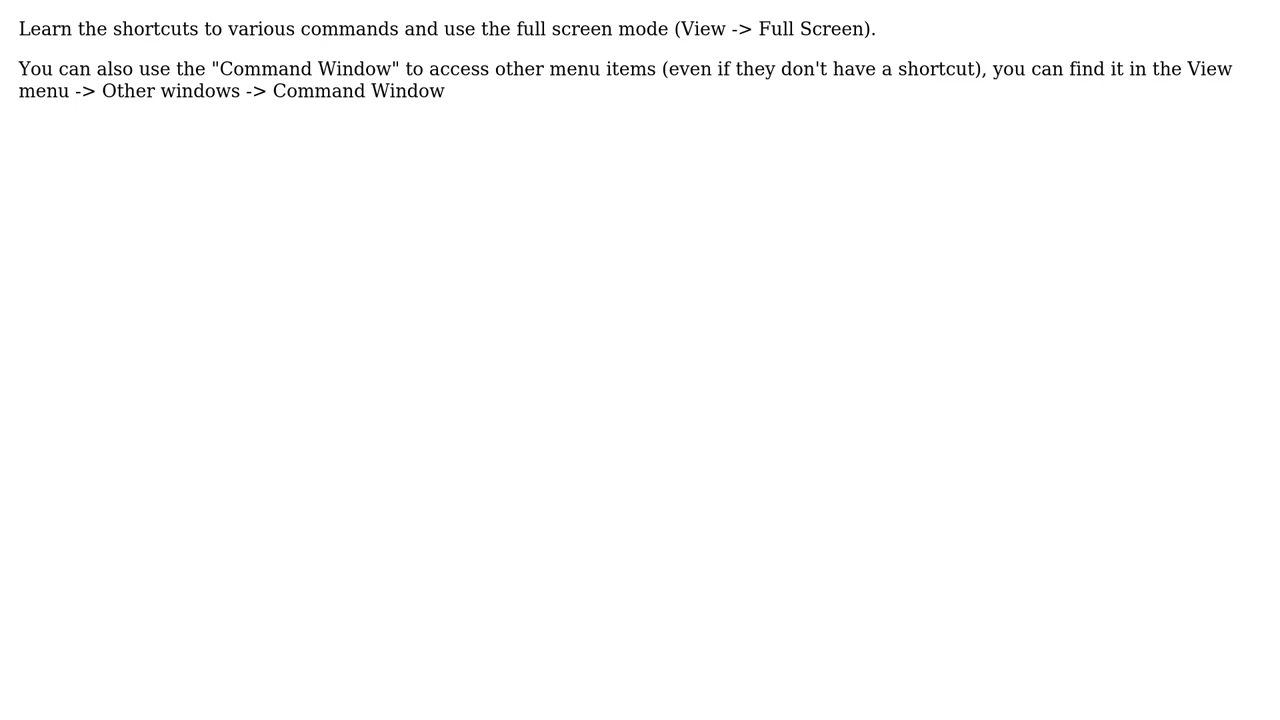 Learn the shortcuts to various commands and use the full screen mode (View -> Full Screen).
You can also use the "Command Window" to access other menu items (even if they don't have a shortcut), you can find it in the View
menu -> Other windows -> Command Window